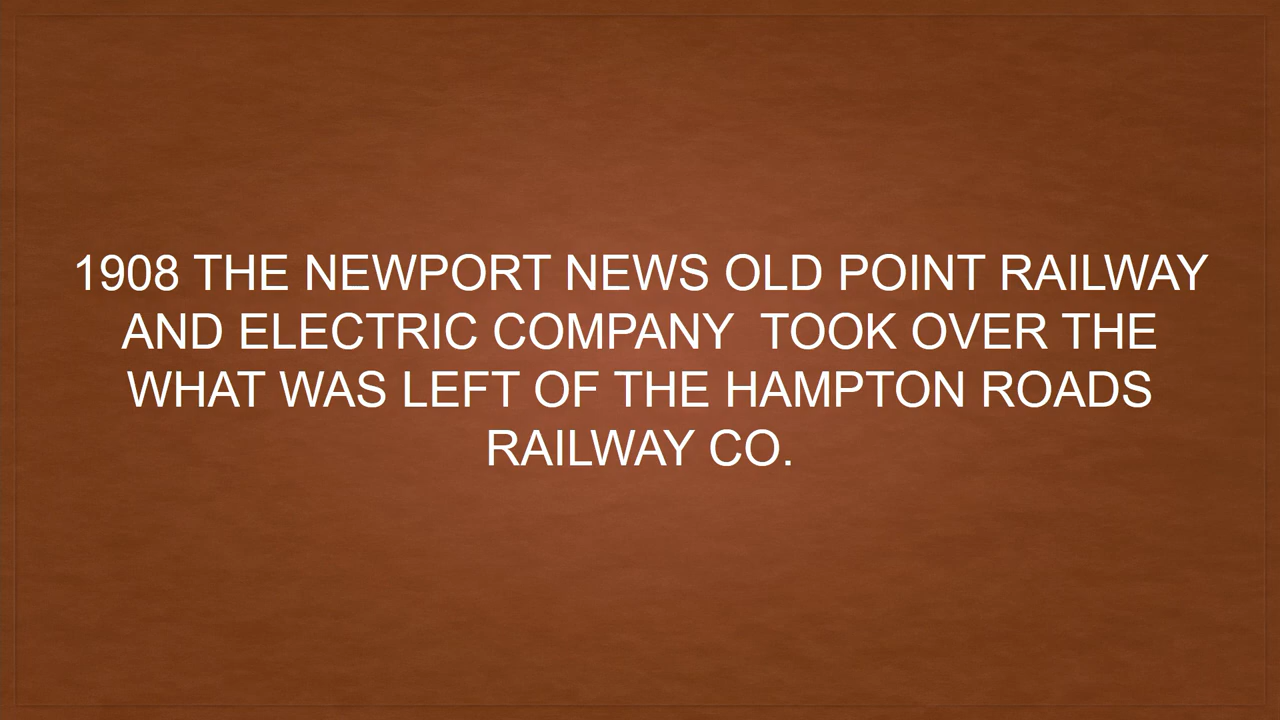 1908 THE NEWPORT NEWS OLD POINT RAILWAY
AND ELECTRIC COMPANY  TOOK OVER THE
WHAT WAS LEFT OF THE HAMPTON ROADS
RAILWAY CO.